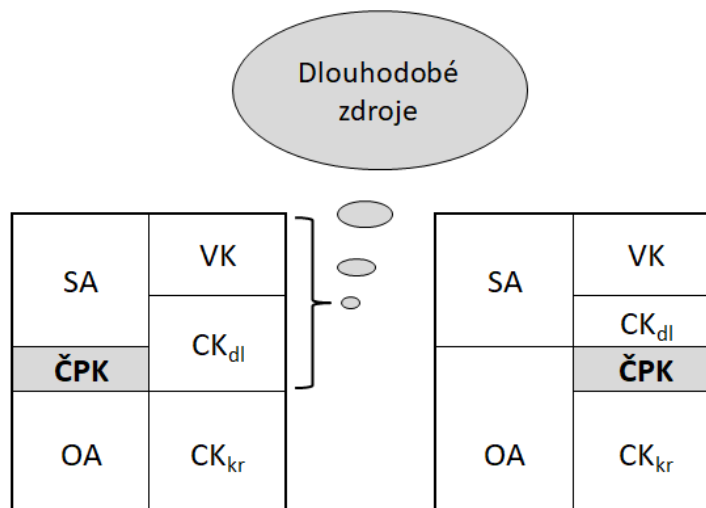 Dlouhodobé
zdroje
SA
VK
CKdl
ČPK
OA
CKkr
SA
VK
CKdl
ČPK
OA
CKkr